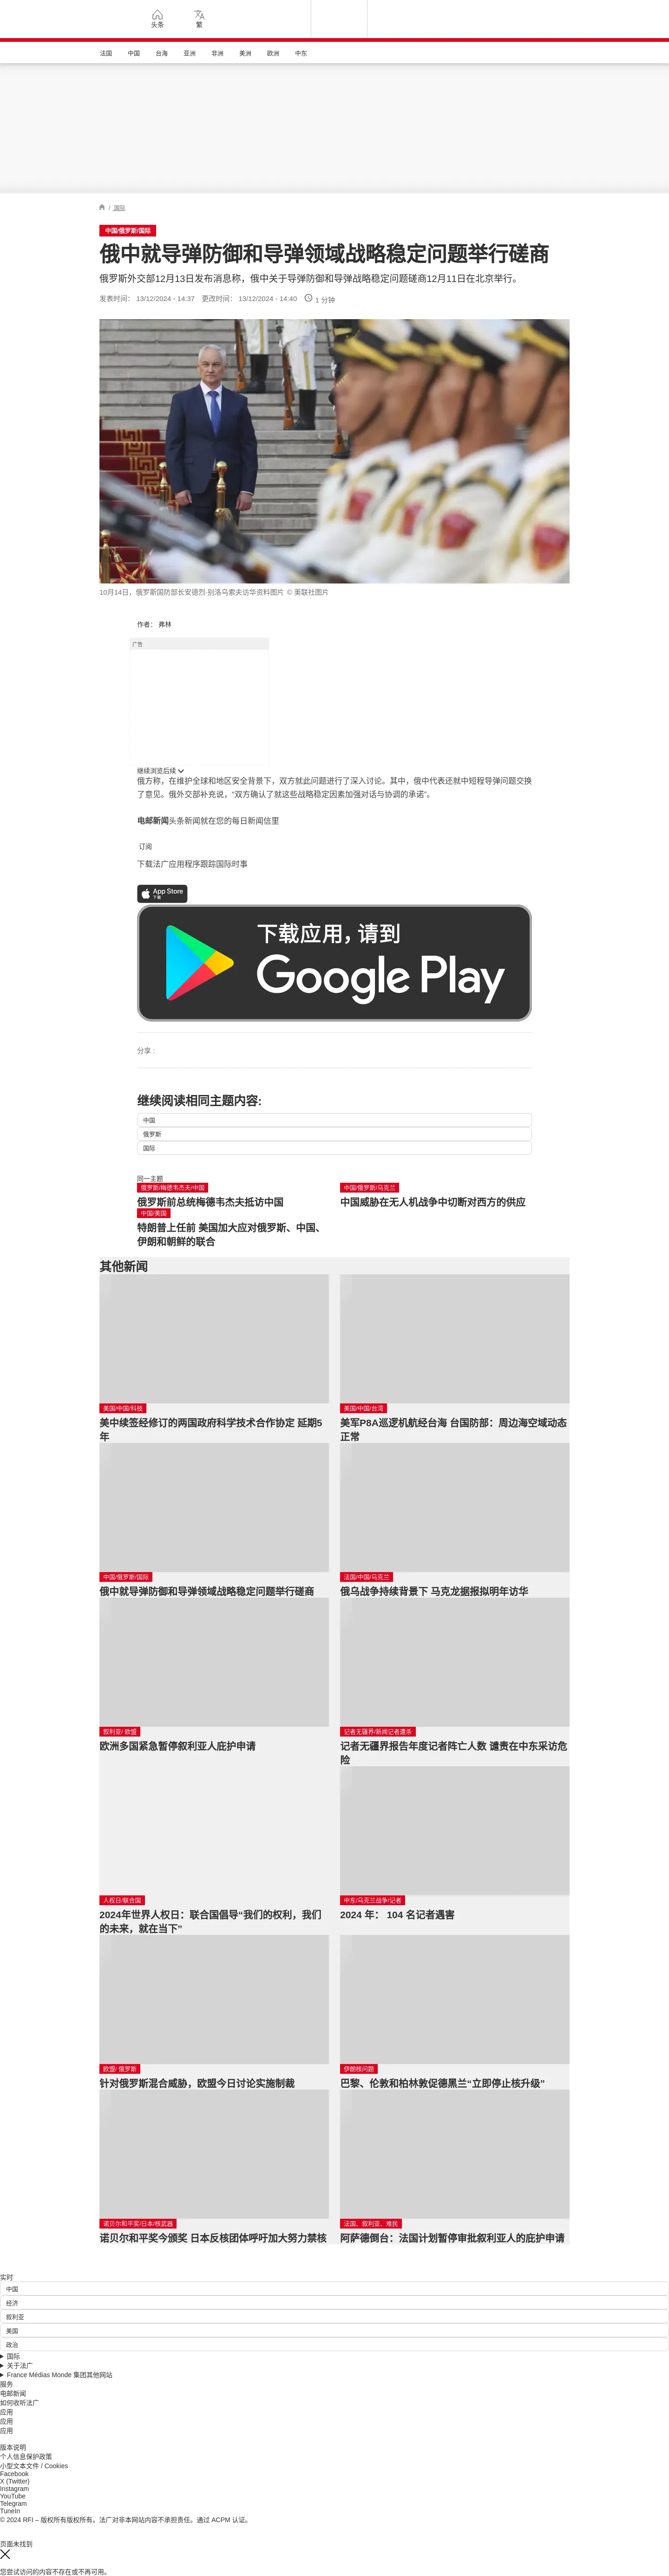 头条
繁
法国 中国 台海 亚洲 非洲 美洲 欧洲 中东
/ 国际
中国/俄罗斯/国际
俄中就导弹防御和导弹领域战略稳定问题举行磋商
俄罗斯外交部12月13日发布消息称，俄中关于导弹防御和导弹战略稳定问题磋商12月11日在北京举行。
发表时间： 13/12/2024 - 14:37 更改时间： 13/12/2024 - 14:40 1 分钟
10月14日，俄罗斯国防部长安德烈·别洛乌索夫访华资料图片 © 美联社图片
作者： 弗林
广告
继续浏览后续
俄方称，在维护全球和地区安全背景下，双方就此问题进行了深入讨论。其中，俄中代表还就中短程导弹问题交换
了意见。俄外交部补充说，“双方确认了就这些战略稳定因素加强对话与协调的承诺”。
电邮新闻头条新闻就在您的每日新闻信里
订阅
下载法广应用程序跟踪国际时事
App Store
下载
下载应用，请到
Google Play
分享 :
继续阅读相同主题内容:
中国
俄罗斯
国际
同一主题
俄罗斯/梅德韦杰夫/中国
俄罗斯前总统梅德韦杰夫抵访中国
中国/俄罗斯/乌克兰
中国威胁在无人机战争中切断对西方的供应
中国/美国
特朗普上任前 美国加大应对俄罗斯、中国、
伊朗和朝鲜的联合
其他新闻
美国/中国/科技
美中续签经修订的两国政府科学技术合作协定 延期5
年
美国/中国/台湾
美军P8A巡逻机航经台海 台国防部：周边海空域动态
正常
中国/俄罗斯/国际
俄中就导弹防御和导弹领域战略稳定问题举行磋商
法国/中国/乌克兰
俄乌战争持续背景下 马克龙据报拟明年访华
叙利亚/ 欧盟
欧洲多国紧急暂停叙利亚人庇护申请
记者无疆界/新闻记者遭杀
记者无疆界报告年度记者阵亡人数 谴责在中东采访危
险
人权日/联合国
2024年世界人权日：联合国倡导“我们的权利，我们
的未来，就在当下”
中东/乌克兰战争/记者
2024 年： 104 名记者遇害
欧盟/ 俄罗斯
针对俄罗斯混合威胁，欧盟今日讨论实施制裁
伊朗核问题
巴黎、伦敦和柏林敦促德黑兰“立即停止核升级”
诺贝尔和平奖/日本/核武器
诺贝尔和平奖今颁奖 日本反核团体呼吁加大努力禁核
法国、叙利亚、难民
阿萨德倒台：法国计划暂停审批叙利亚人的庇护申请
实时
中国
经济
叙利亚
美国
政治
国际
关于法广
France Médias Monde 集团其他网站
服务
电邮新闻
如何收听法广
应用
应用
应用
版本说明
个人信息保护政策
小型文本文件 / Cookies
Facebook
X (Twitter)
Instagram
YouTube
Telegram
TuneIn
© 2024 RFI – 版权所有版权所有。法广对非本网站内容不承担责任。通过 ACPM 认证。
页面未找到
您尝试访问的内容不存在或不再可用。